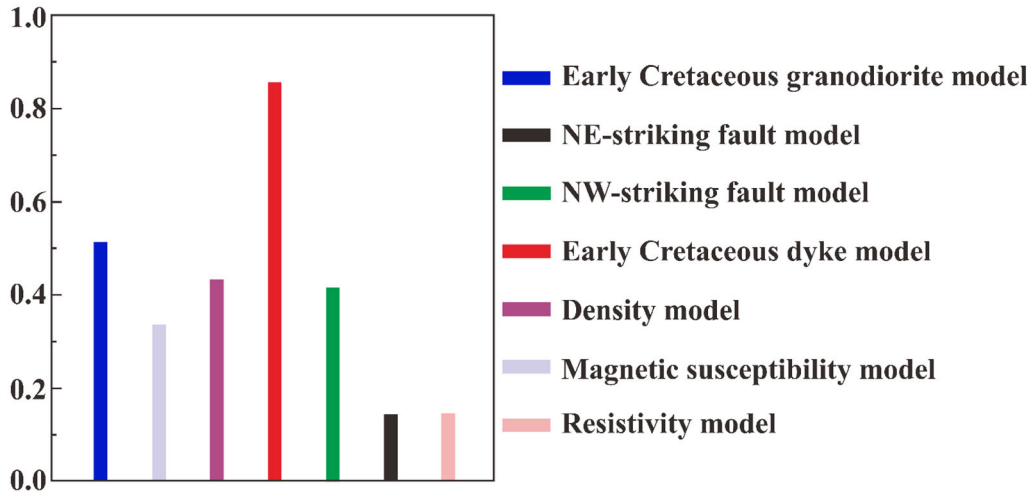 1.0
0.8
0.6
0.4
0.2
0.0
Early Cretaceous granodiorite model
NE-striking fault model
NW-striking fault model
Early Cretaceous dyke model
Density model
Magnetic susceptibility model
Resistivity model